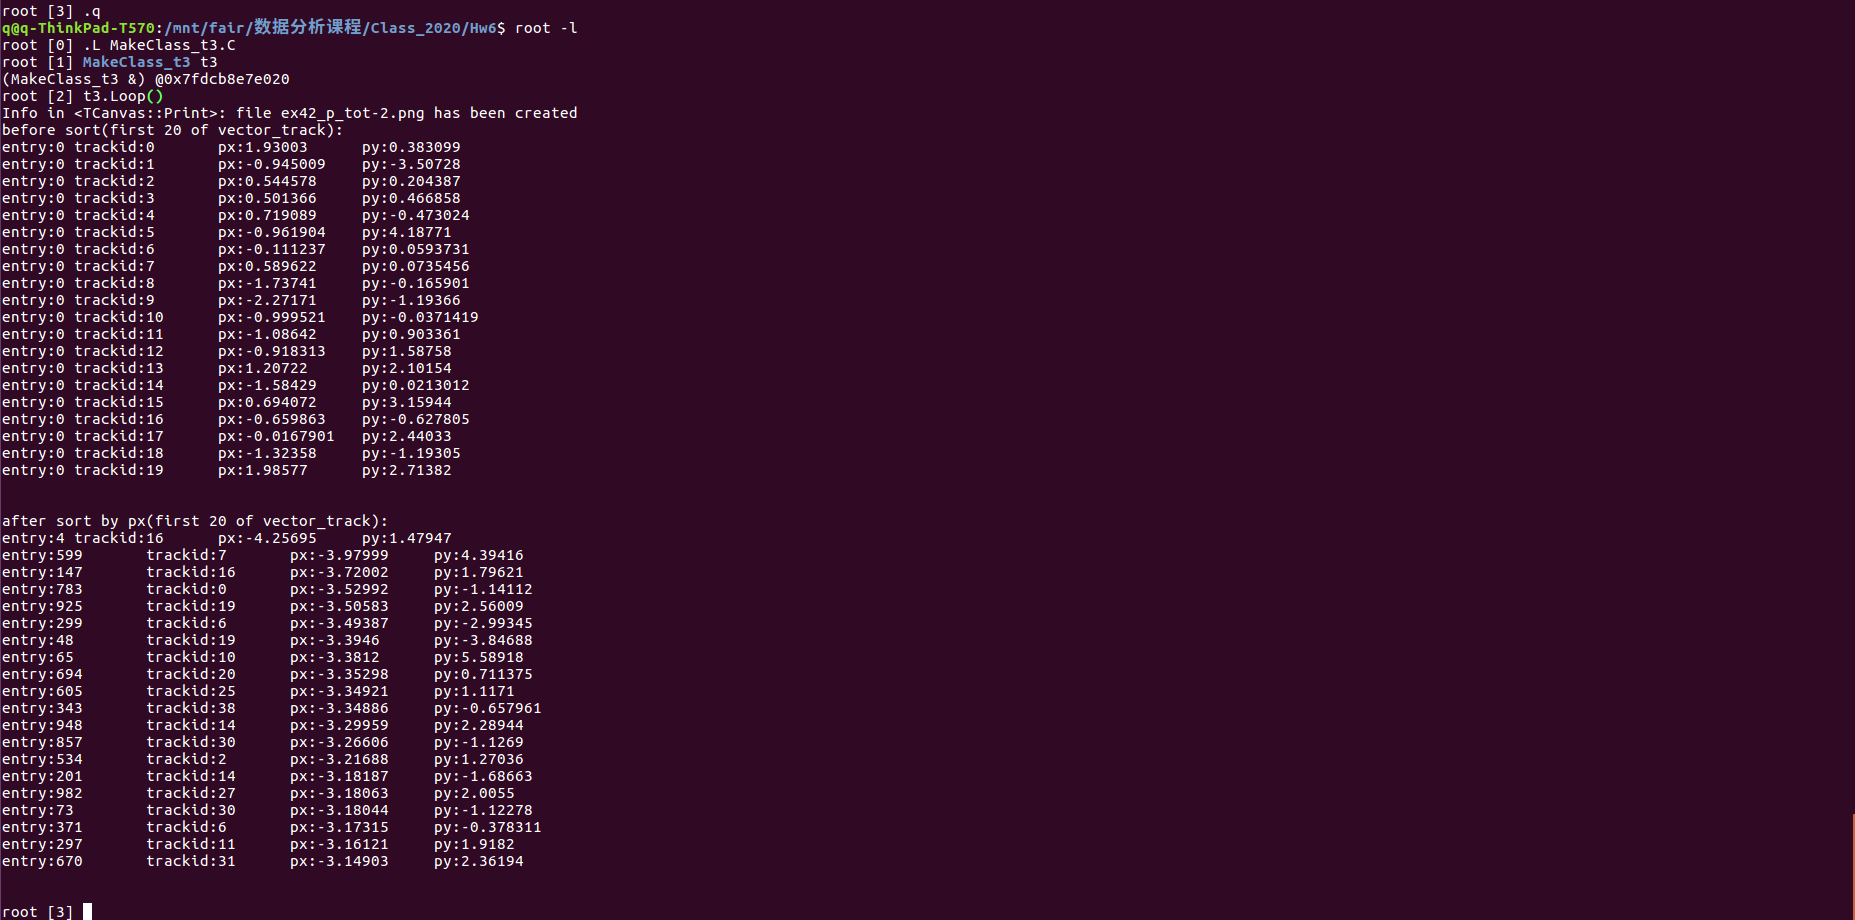 root [3] .q
q@q-ThinkPad-T570:/mnt/fair/数据分析课程/Class_2020/Hw6$ root -l
root [0] .L MakeClass_t3.C
root [1] MakeClass_t3 t3
(MakeClass_t3 &) @0x7fdcb8e7e020
root [2] t3.Loop()
Info in <TCanvas::Print>: file ex42_p_tot-2.png has been created
before sort(first 20 of vector_track):
entry:0 trackid:0 px:1.93003 py:0.383099
entry:0 trackid:1 px:-0.945009 py:-3.50728
entry:0 trackid:2 px:0.544578 py:0.204387
entry:0 trackid:3 px:0.501366 py:0.466858
entry:0 trackid:4 px:0.719089 py:-0.473024
entry:0 trackid:5 px:-0.961904 py:4.18771
entry:0 trackid:6 px:-0.111237 py:0.0593731
entry:0 trackid:7 px:0.589622 py:0.0735456
entry:0 trackid:8 px:-1.73741 py:-0.165901
entry:0 trackid:9 px:-2.27171 py:-1.19366
entry:0 trackid:10 px:-0.999521 py:-0.0371419
entry:0 trackid:11 px:-1.08642 py:0.903361
entry:0 trackid:12 px:-0.918313 py:1.58758
entry:0 trackid:13 px:1.20722 py:2.10154
entry:0 trackid:14 px:-1.58429 py:0.0213012
entry:0 trackid:15 px:0.694072 py:3.15944
entry:0 trackid:16 px:-0.659863 py:-0.627805
entry:0 trackid:17 px:-0.0167901 py:2.44033
entry:0 trackid:18 px:-1.32358 py:-1.19305
entry:0 trackid:19 px:1.98577 py:2.71382
after sort by px(first 20 of vector_track):
entry:4 trackid:16 px:-4.25695 py:1.47947
entry:599 trackid:7 px:-3.97999 py:4.39416
entry:147 trackid:16 px:-3.72002 py:1.79621
entry:783 trackid:0 px:-3.52992 py:-1.14112
entry:925 trackid:19 px:-3.50583 py:2.56009
entry:299 trackid:6 px:-3.49387 py:-2.99345
entry:48 trackid:19 px:-3.3946 py:-3.84688
entry:65 trackid:10 px:-3.3812 py:5.58918
entry:694 trackid:20 px:-3.35298 py:0.711375
entry:605 trackid:25 px:-3.34921 py:1.1171
entry:343 trackid:38 px:-3.34886 py:-0.657961
entry:948 trackid:14 px:-3.29959 py:2.28944
entry:857 trackid:30 px:-3.26606 py:-1.1269
entry:534 trackid:2 px:-3.21688 py:1.27036
entry:201 trackid:14 px:-3.18187 py:-1.68663
entry:982 trackid:27 px:-3.18063 py:2.0055
entry:73 trackid:30 px:-3.18044 py:-1.12278
entry:371 trackid:6 px:-3.17315 py:-0.378311
entry:297 trackid:11 px:-3.16121 py:1.9182
entry:670 trackid:31 px:-3.14903 py:2.36194
root [3]